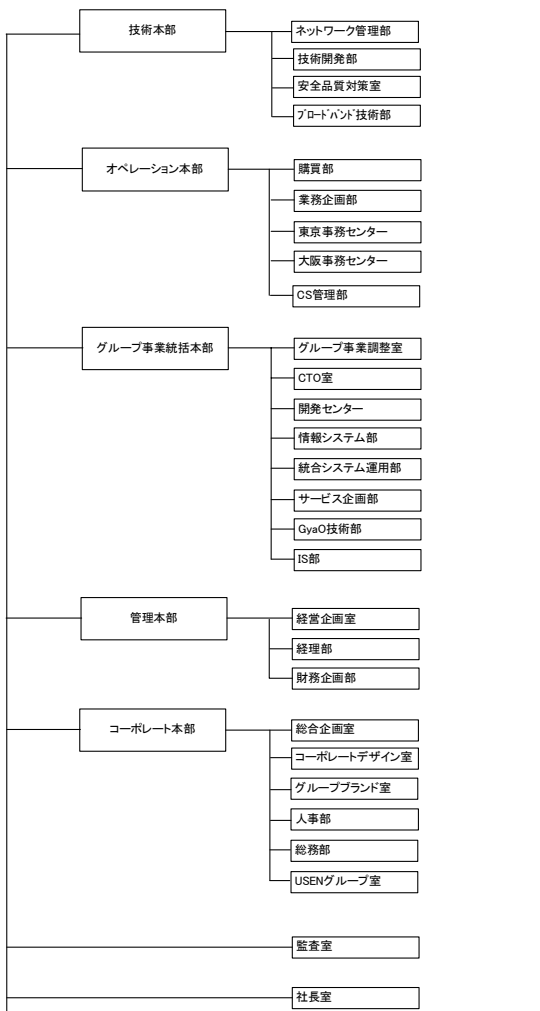 技術本部
ネットワーク管理部
技術開発部
安全品質対策室
ブロードバンド技術部
オペレーション本部
購買部
業務企画部
東京事務センター
大阪事務センター
CS管理部
グループ事業統括本部
グループ事業調整室
CTO室
開発センター
情報システム部
統合システム運用部
サービス企画部
GyaO技術部
IS部
管理本部
経営企画室
経理部
財務企画部
コーポレート本部
総合企画室
コーポレートデザイン室
グループブランド室
人事部
総務部
USENグループ室
監査室
社長室